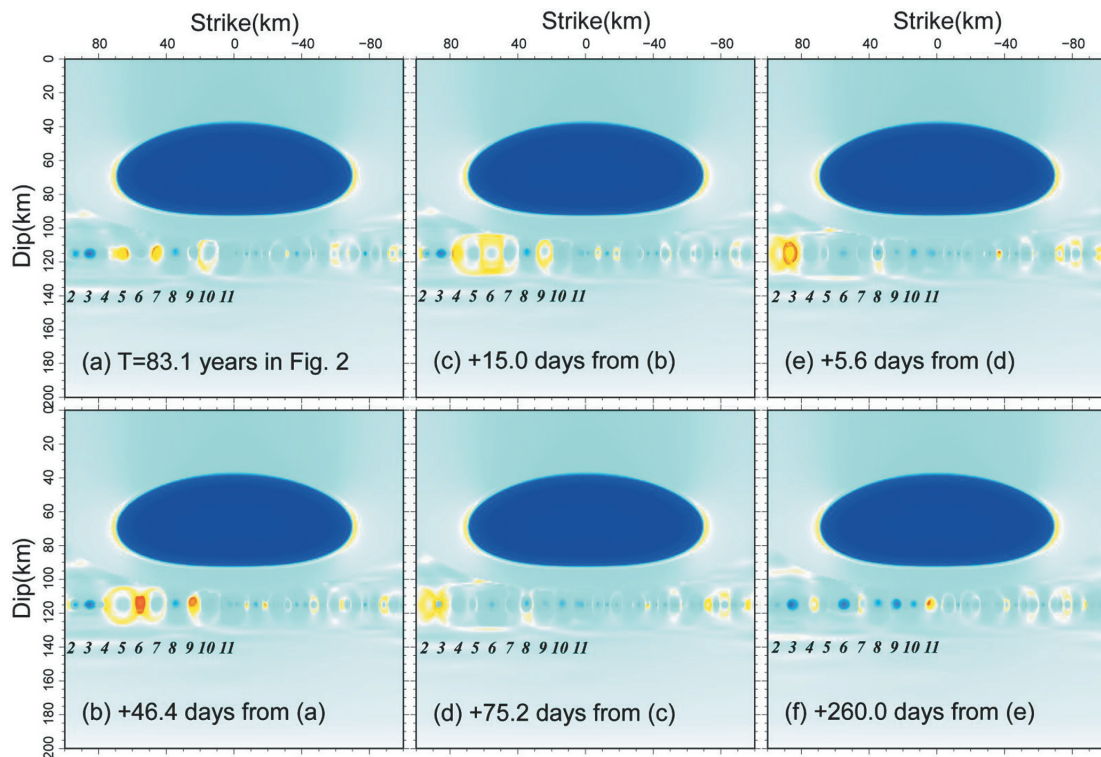 Strike(km) Strike(km) Strike(km)
80 40 0 −40 −80 80 40 0 −40 −80 80 40 0 −40 −80
0
20
40
60
80
100
120
140
160
180
200
Dip(km)
2 3 4 5 6 7 8 9 10 11
(a) T=83.1 years in Fig. 2
2 3 4 5 6 7 8 9 10 11
(c) +15.0 days from (b)
2 3 4 5 6 7 8 9 10 11
(e) +5.6 days from (d)
0
20
40
60
80
100
120
140
160
180
200
Dip(km)
2 3 4 5 6 7 8 9 10 11
(b) +46.4 days from (a)
2 3 4 5 6 7 8 9 10 11
(d) +75.2 days from (c)
2 3 4 5 6 7 8 9 10 11
(f) +260.0 days from (e)